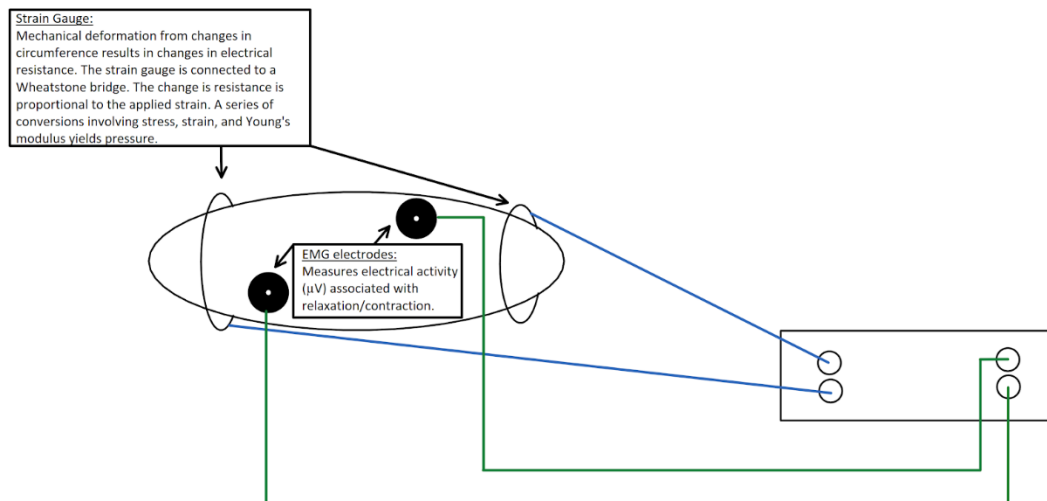 Strain Gauge:
Mechanical deformation from changes in
circumference results in changes in electrical
resistance. The strain gauge is connected to a
Wheatstone bridge. The change is resistance is
proportional to the applied strain. A series of
conversions involving stress, strain, and Young's
modulus yields pressure.
EMG electrodes:
Measures electrical activity
(μV) associated with
relaxation/contraction.